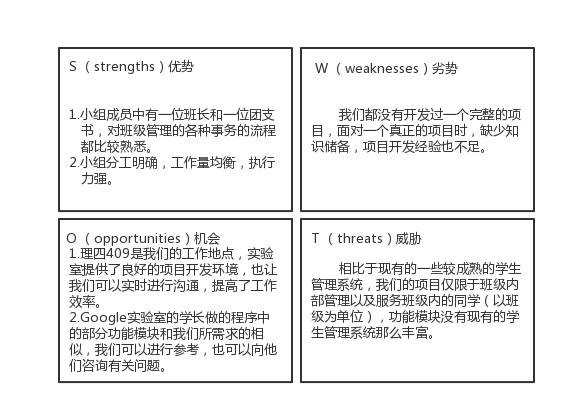 S （strengths）优势
1.小组成员中有一位班长和一位团支
书，对班级管理的各种事务的流程
都比较熟悉。
2.小组分工明确，工作量均衡，执行
力强。
W （weaknesses）劣势
我们都没有开发过一个完整的项
目，面对一个真正的项目时，缺少知
识储备，项目开发经验也不足。
O （opportunities）机会
1.理四409是我们的工作地点，实验
室提供了良好的项目开发环境，也让
我们可以实时进行沟通，提高了工作
效率。
2.Google实验室的学长做的程序中
的部分功能模块和我们所需求的相
似，我们可以进行参考，也可以向他
们咨询有关问题。
T （threats）威胁
相比于现有的一些较成熟的学生
管理系统，我们的项目仅限于班级内
部管理以及服务班级内的同学（以班
级为单位），功能模块没有现有的学
生管理系统那么丰富。